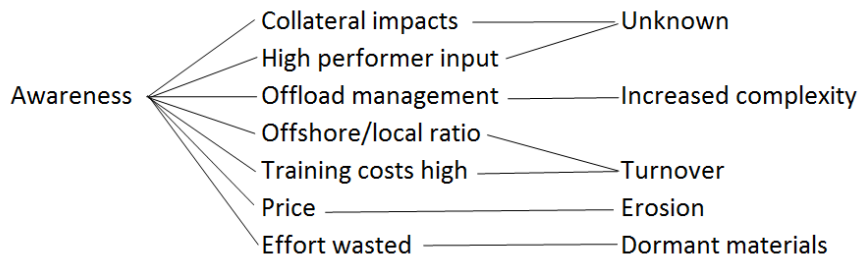 Collateral impacts Unknown
High performer input
Awareness Offload management Increased complexity
Offshore/local ratio
Training costs high Turnover
Price Erosion
Effort wasted Dormant materials